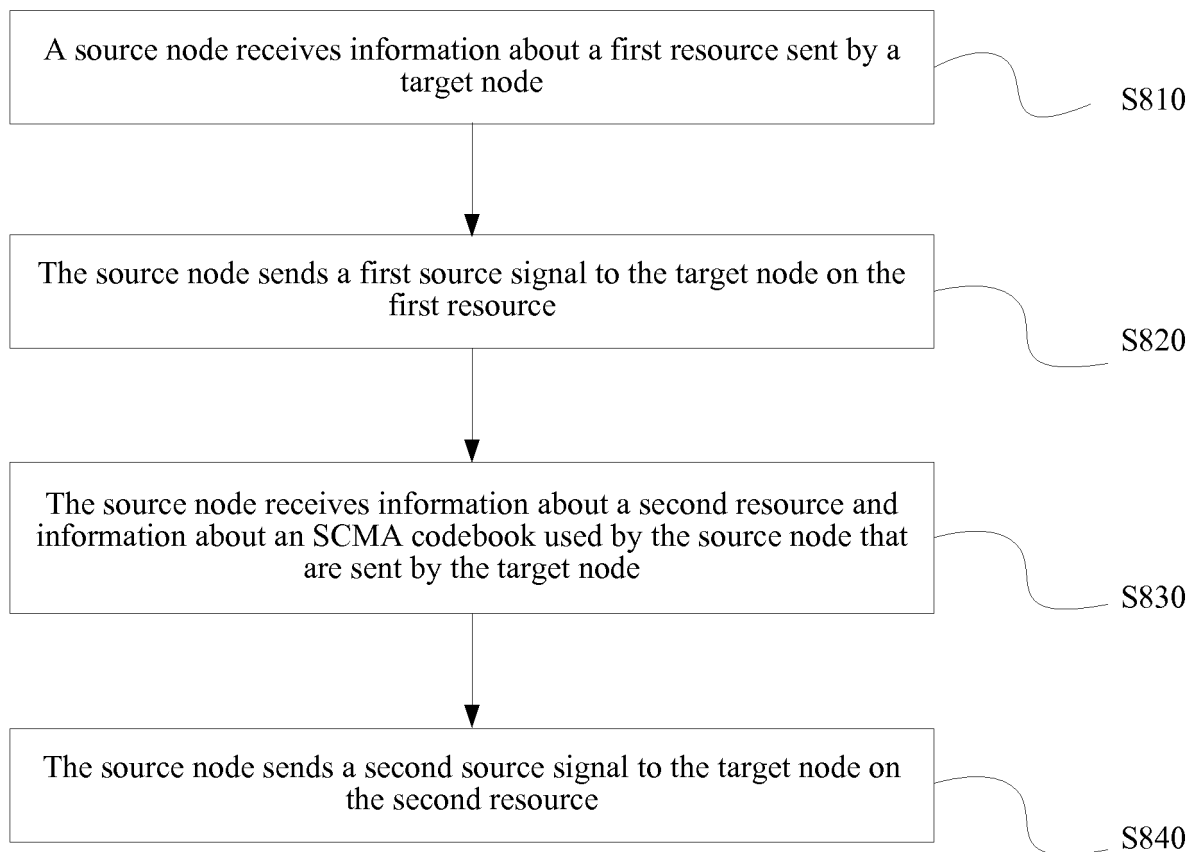 A source node receives information about a first resource sent by a
target node
S810
The source node sends a first source signal to the target node on the
first resource
S820
The source node receives information about a second resource and
information about an SCMA codebook used by the source node that
are sent by the target node
S830
The source node sends a second source signal to the target node on
the second resource
S840